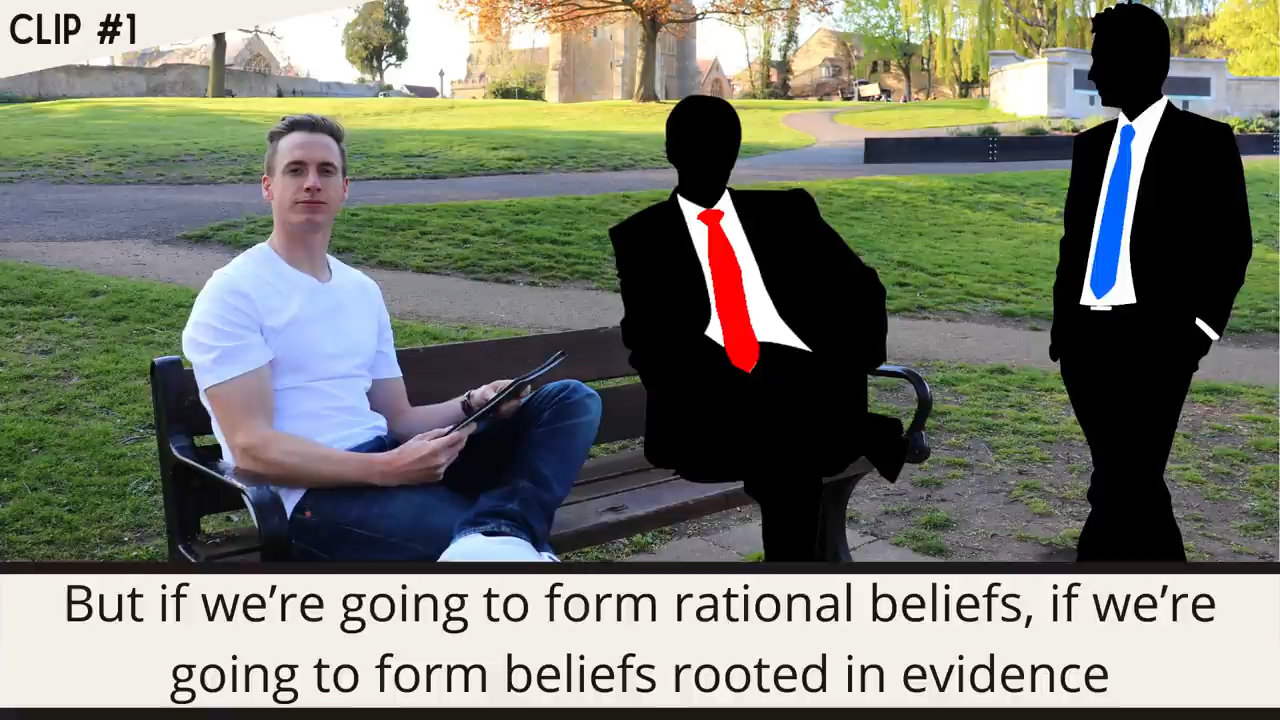 CLIP #1
But if we’re going to form rational beliefs, if we’re
going to form beliefs rooted in evidence